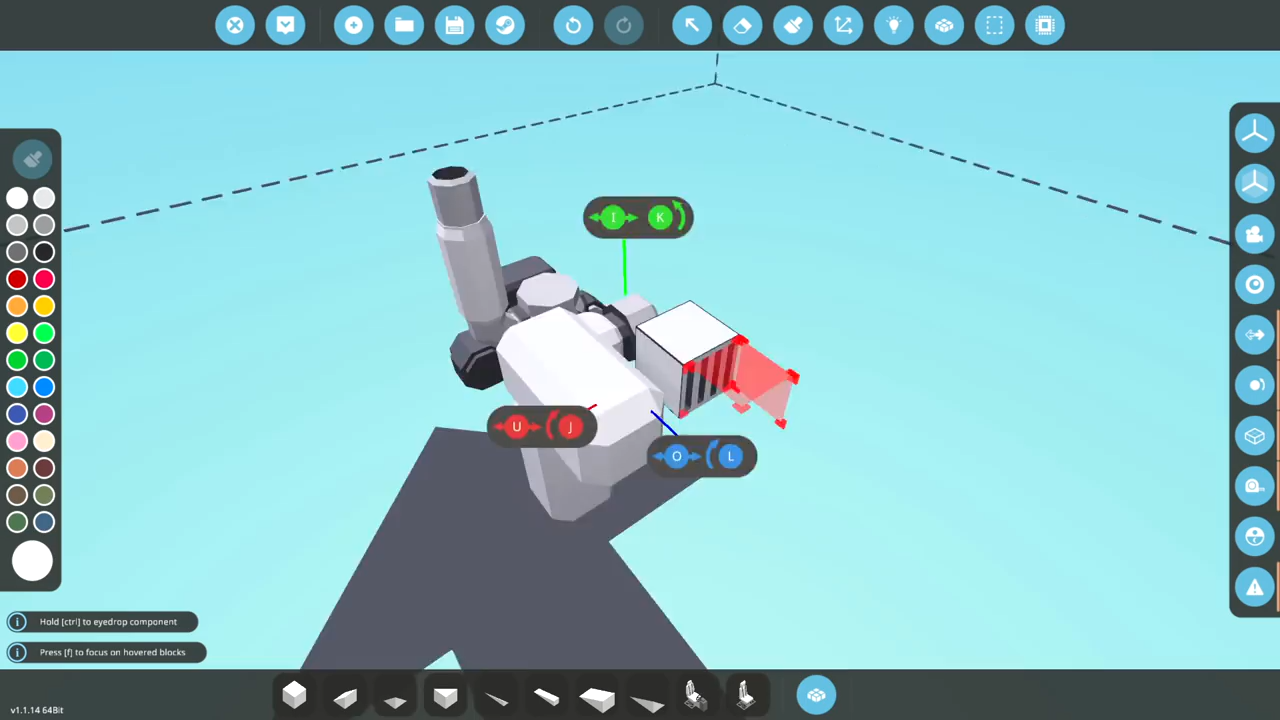 I K
U J
O L
Hold [ctrl] to eyedrop component
Press [f] to focus on hovered blocks
v1.1.14 64Bit